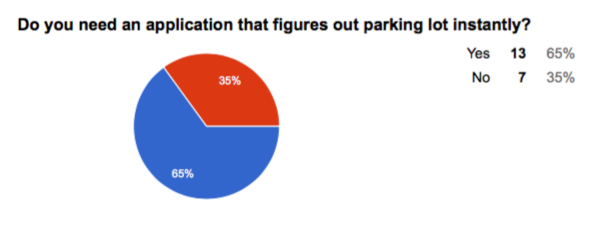 Do you need an application that figures out parking lot instantly?
Yes 13 65%
No 7 35%
35%
65%